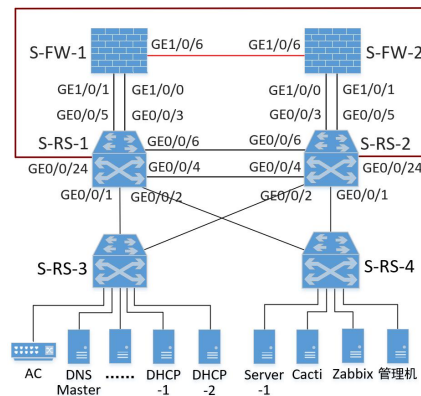 S-FW-1 GE1/0/6 GE1/0/6 S-FW-2
GE1/0/1 GE1/0/0 GE1/0/0 GE1/0/1
GE0/0/5 GE0/0/3 GE0/0/3 GE0/0/5
S-RS-1 GE0/0/6 GE0/0/6 S-RS-2
GE0/0/24 GE0/0/4 GE0/0/4 GE0/0/24
GE0/0/1 GE0/0/2 GE0/0/2 GE0/0/1
S-RS-3 S-RS-4
AC DNS ...... DHCP DHCP Server Cacti Zabbix 管理机
Master -1 -2 -1